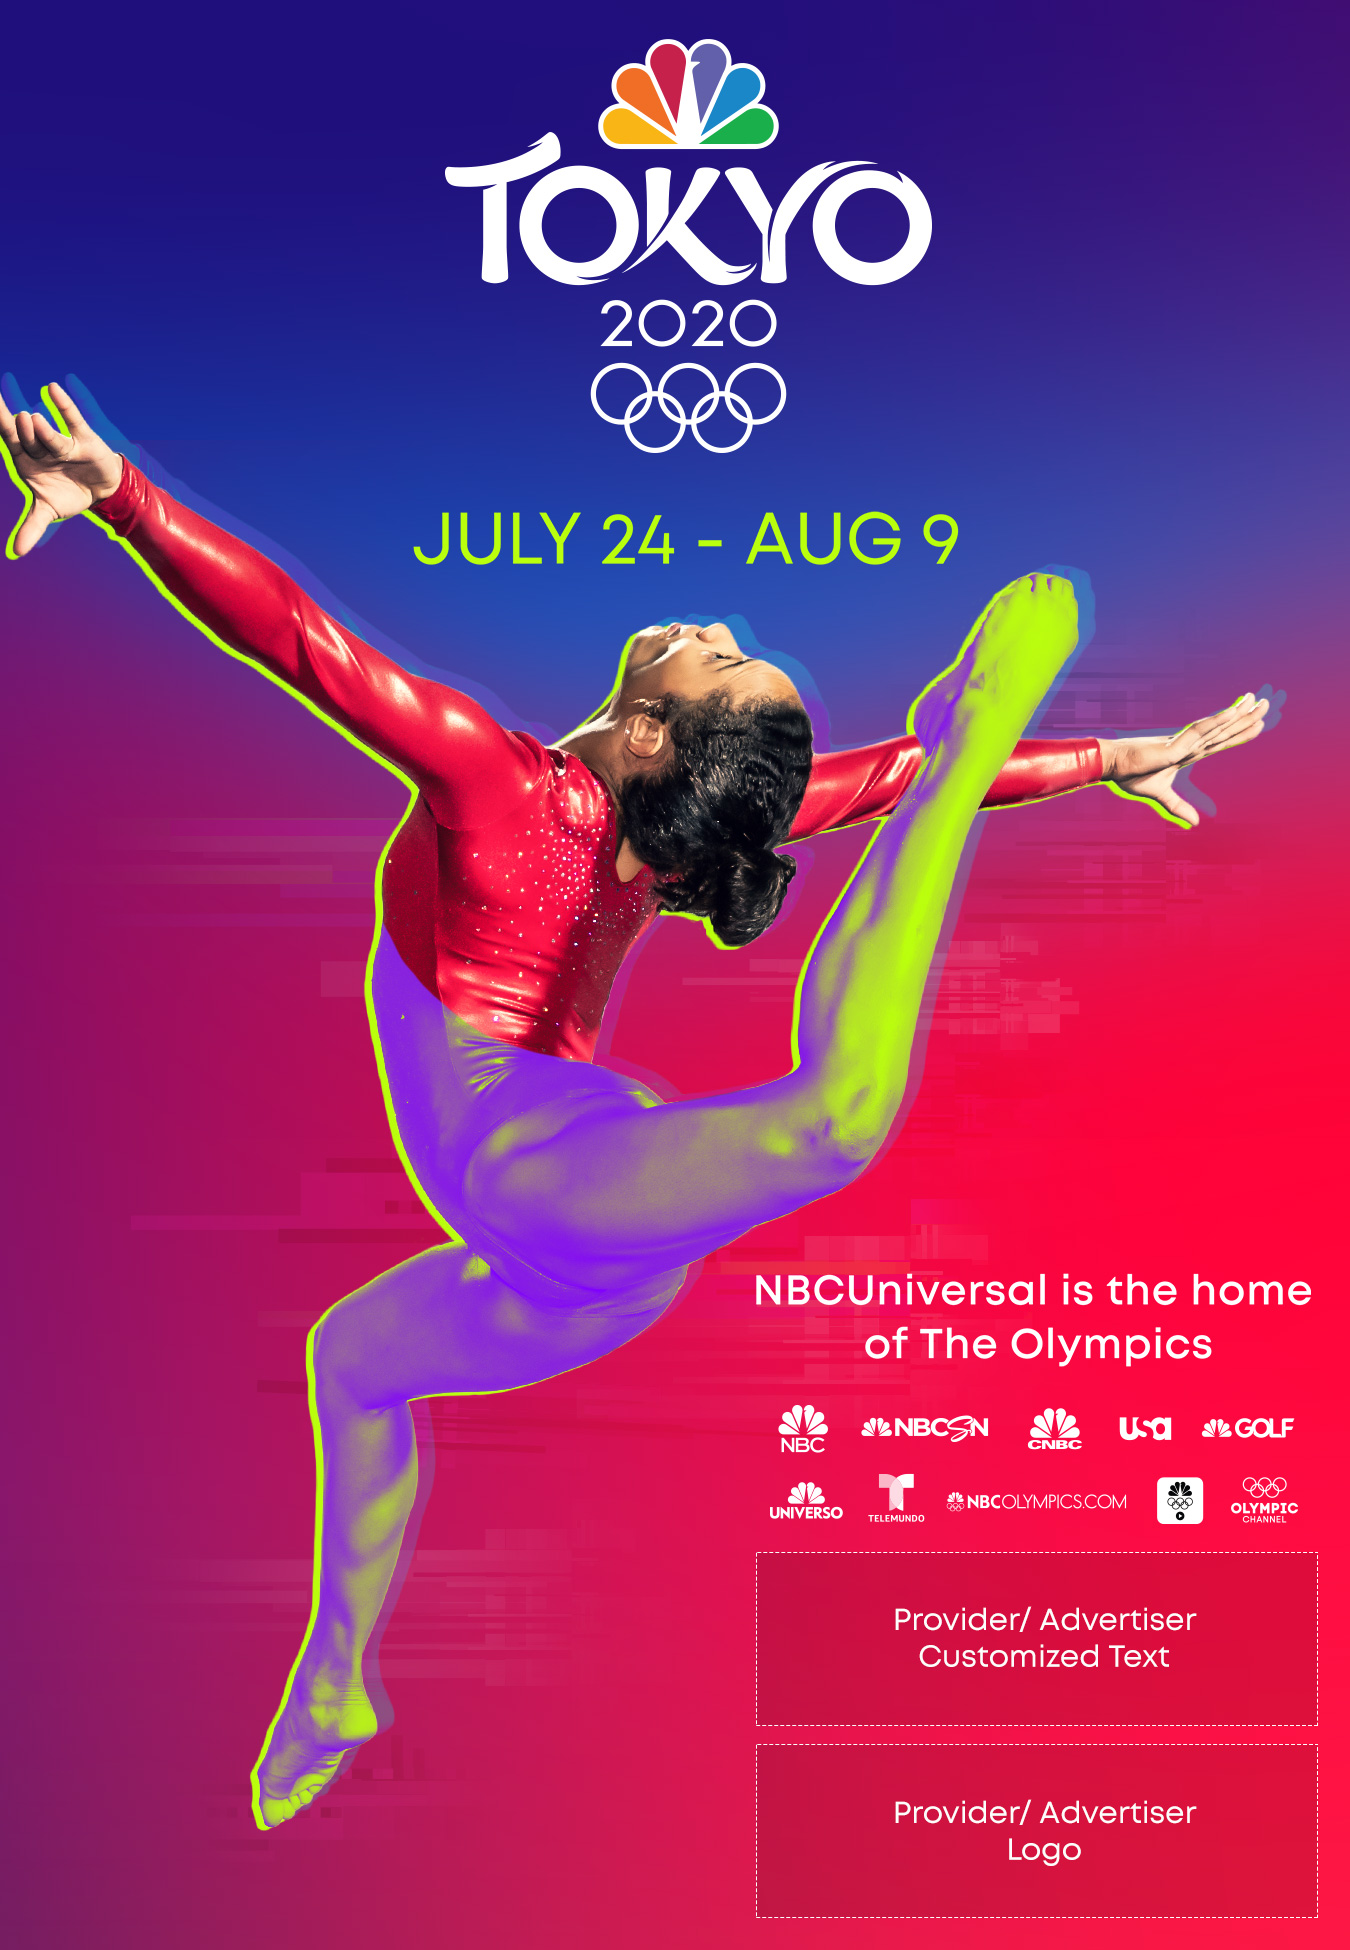 TOKYO
2020
JULY 24 - AUG 9
NBCUniversal is the home
of The Olympics
NBC
NBCSN
CNBC
usa
GOLF
UNIVERSO
TELEMUNDO
NBCOLYMPICS.COM
OLYMPIC
CHANNEL
Provider/ Advertiser
Customized Text
Provider/ Advertiser
Logo